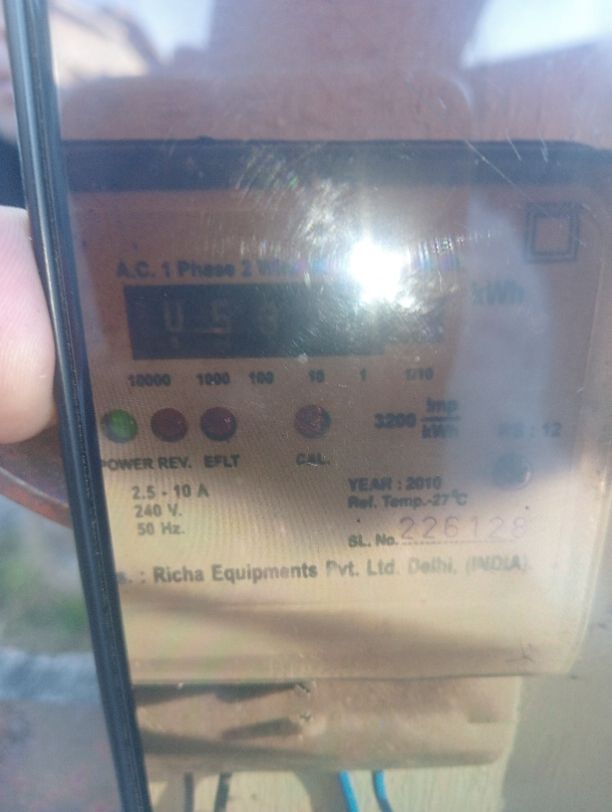 A.C. 1 Phase 2 Wire
kWh
10000 1000 100 10 1 1/10
3200 Imp
kWh
POWER REV. EFLT CAL.
2.5 - 10 A
240 V.
50 Hz.
YEAR : 2010
Ref. Temp.-27°C
SL. No. 226128
: Richa Equipments Pvt. Ltd. Delhi, (INDIA)